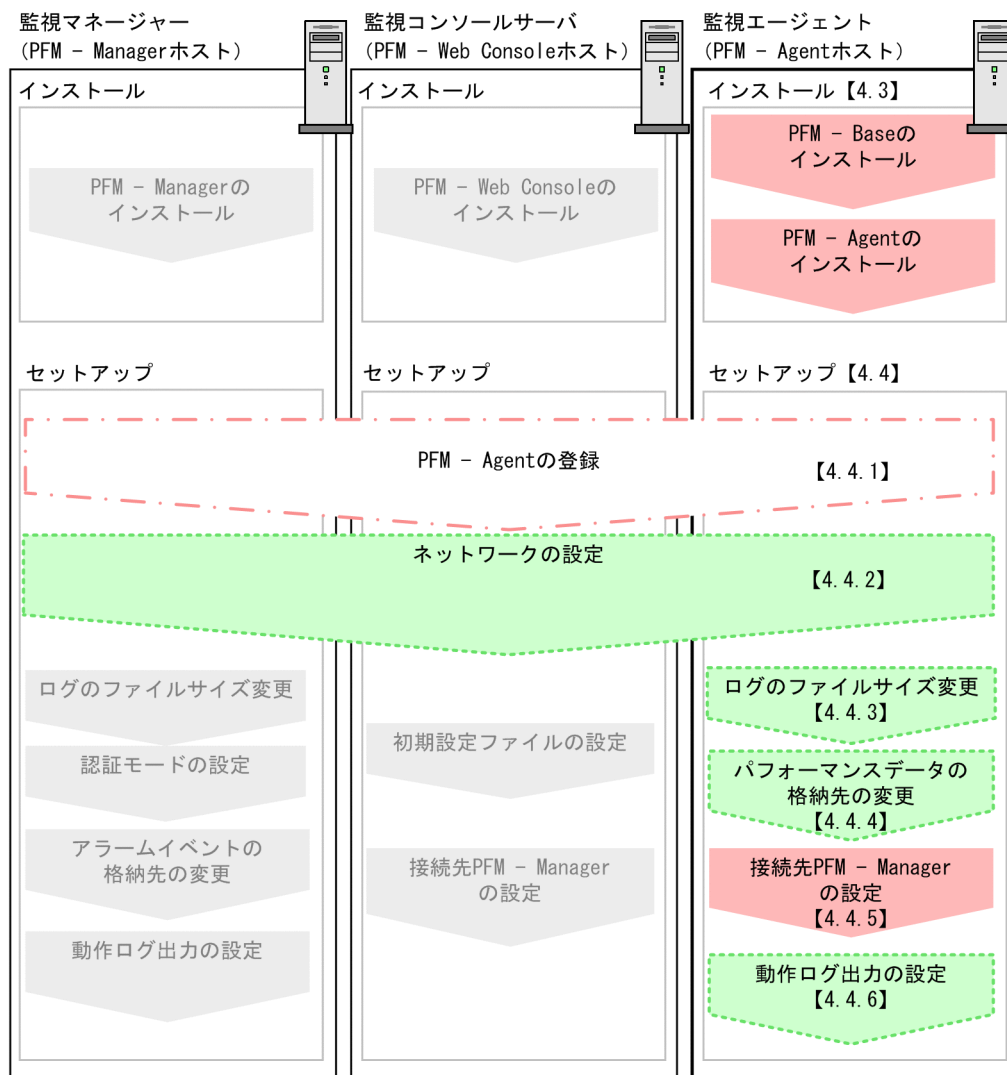 監視マネージャー
(PFM - Managerホスト)
インストール
PFM - Managerの
インストール
セットアップ
監視コンソールサーバ
(PFM - Web Consoleホスト)
インストール
PFM - Web Consoleの
インストール
セットアップ
監視エージェント
(PFM - Agentホスト)
インストール【4.3】
PFM - Baseの
インストール
PFM - Agentの
インストール
セットアップ【4.4】
PFM - Agentの登録
【4.4.1】
ネットワークの設定
【4.4.2】
ログのファイルサイズ変更
認証モードの設定
アラームイベントの
格納先の変更
動作ログ出力の設定
初期設定ファイルの設定
接続先PFM - Manager
の設定
ログのファイルサイズ変更
【4.4.3】
パフォーマンスデータの
格納先の変更
【4.4.4】
接続先PFM - Manager
の設定
【4.4.5】
動作ログ出力の設定
【4.4.6】